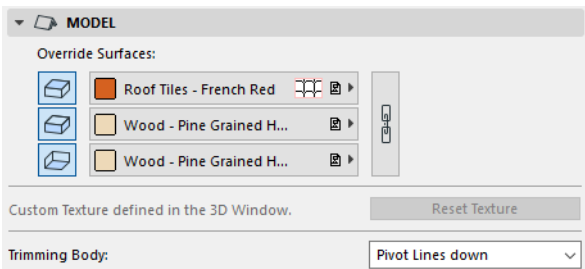 MODEL
Override Surfaces:
Roof Tiles - French Red
Wood - Pine Grained H...
Wood - Pine Grained H...
Custom Texture defined in the 3D Window. Reset Texture
Trimming Body: Pivot Lines down